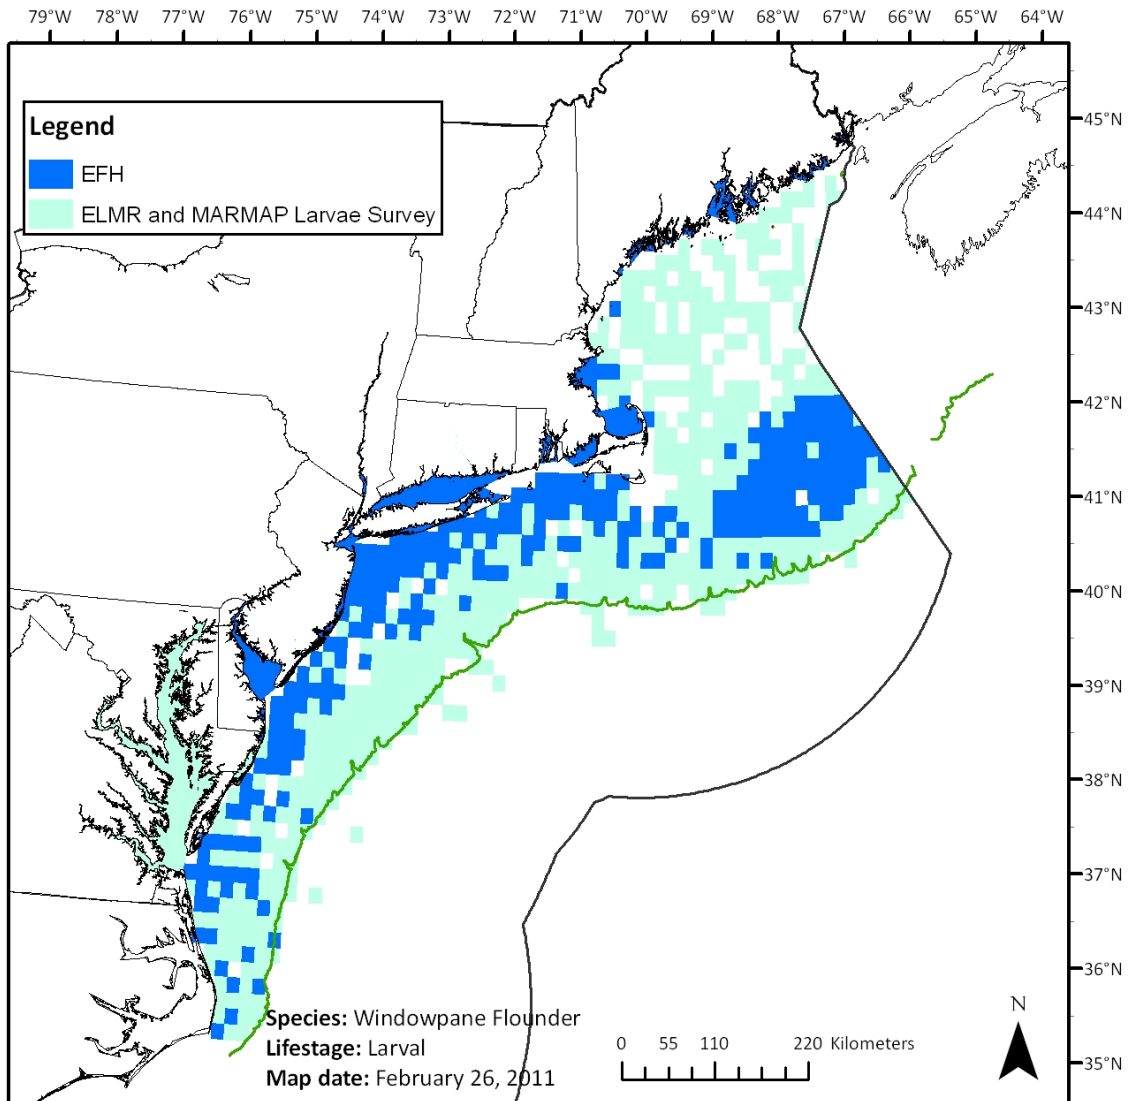 79°W 78°W 77°W 76°W 75°W 74°W 73°W 72°W 71°W 70°W 69°W 68°W 67°W 66°W 65°W 64°W
Legend
EFH
ELMR and MARMAP Larvae Survey
45°N
44°N
43°N
42°N
41°N
40°N
39°N
38°N
37°N
36°N
35°N
Species: Windowpane Flounder
Lifestage: Larval
Map date: February 26, 2011
0 55 110 220 Kilometers
N